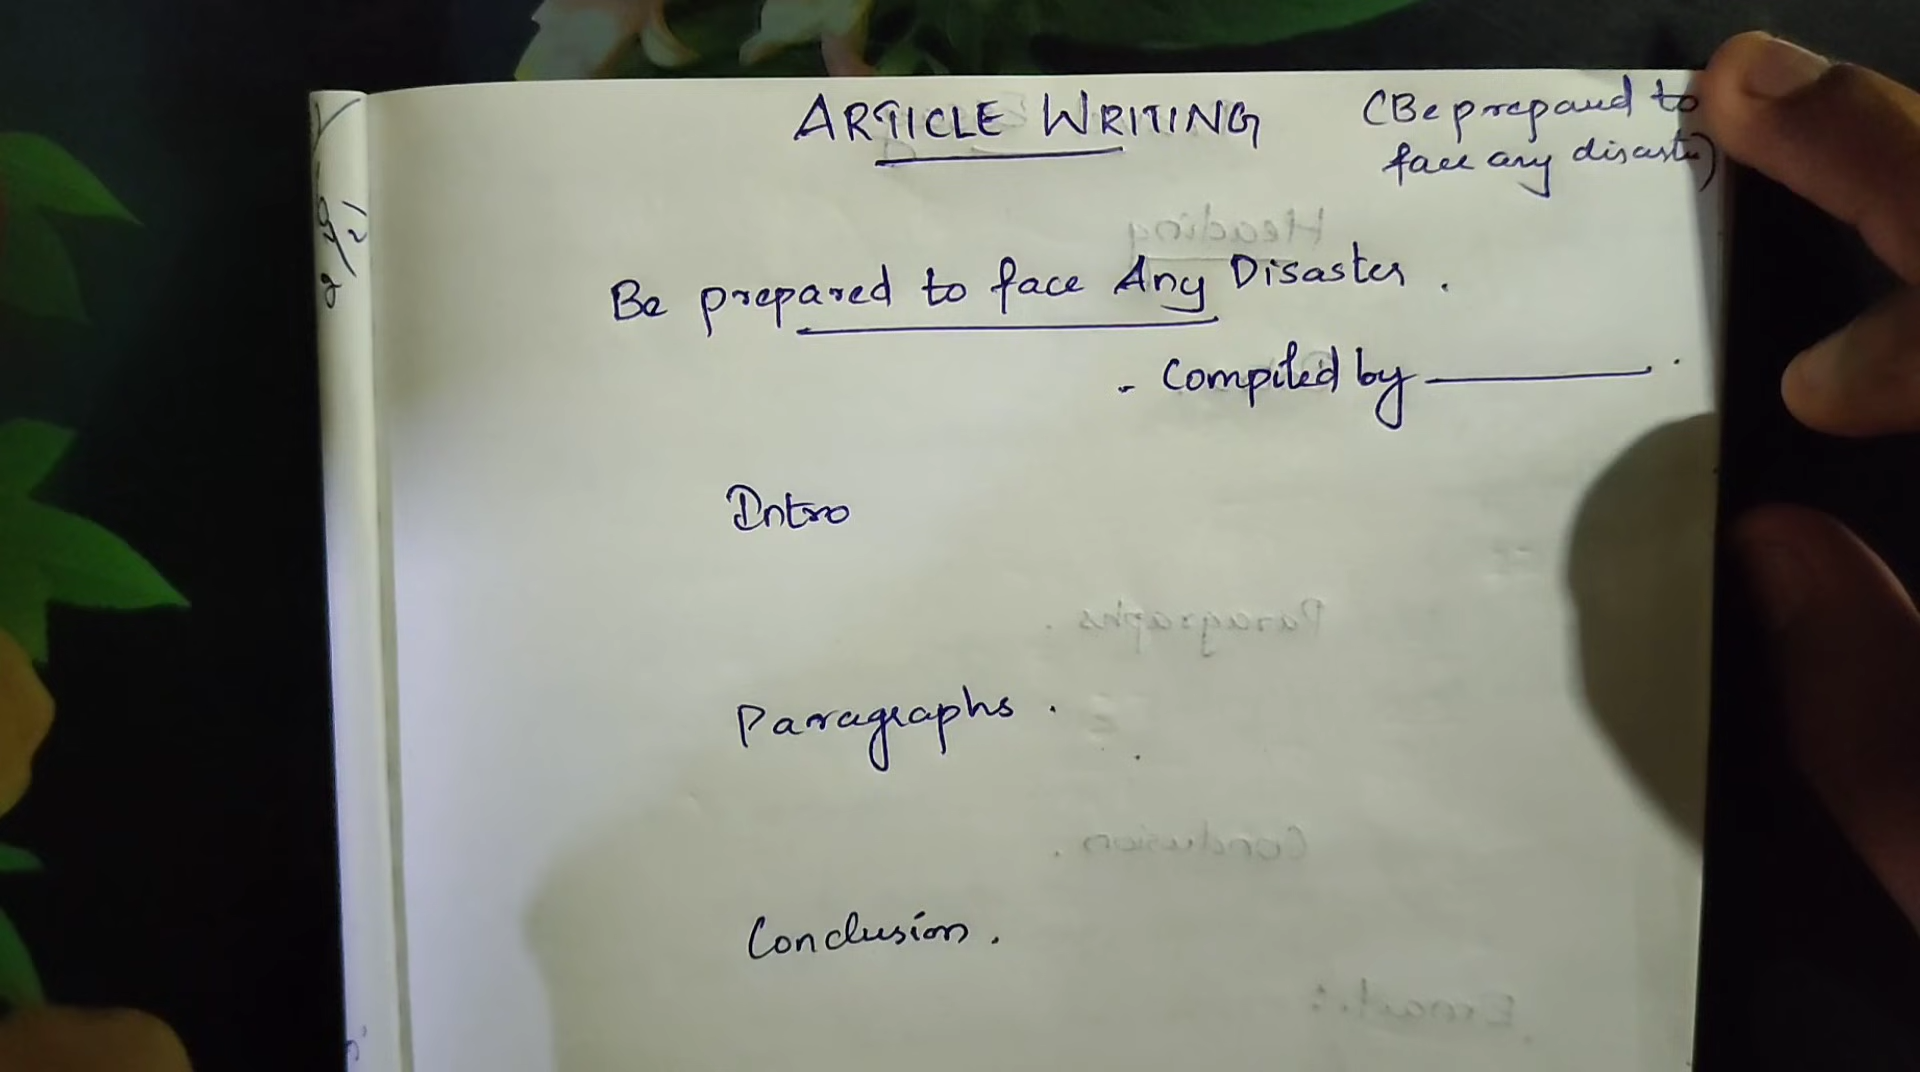 ARTICLE WRITING
(Be prepared to
face any disaster)
Be prepared to face Any Disaster.
- Compiled by ________.
Intro
Paragraphs.
Conclusion.